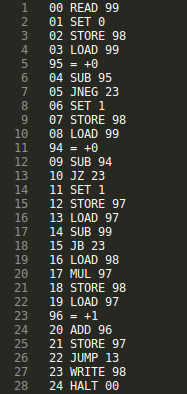 1 00 READ 99
2 01 SET 0
3 02 STORE 98
4 03 LOAD 99
5 95 = +0
6 04 SUB 95
7 05 JNEG 23
8 06 SET 1
9 07 STORE 98
10 08 LOAD 99
11 94 = +0
12 09 SUB 94
13 10 JZ 23
14 11 SET 1
15 12 STORE 97
16 13 LOAD 97
17 14 SUB 99
18 15 JB 23
19 16 LOAD 98
20 17 MUL 97
21 18 STORE 98
22 19 LOAD 97
23 96 = +1
24 20 ADD 96
25 21 STORE 97
26 22 JUMP 13
27 23 WRITE 98
28 24 HALT 00